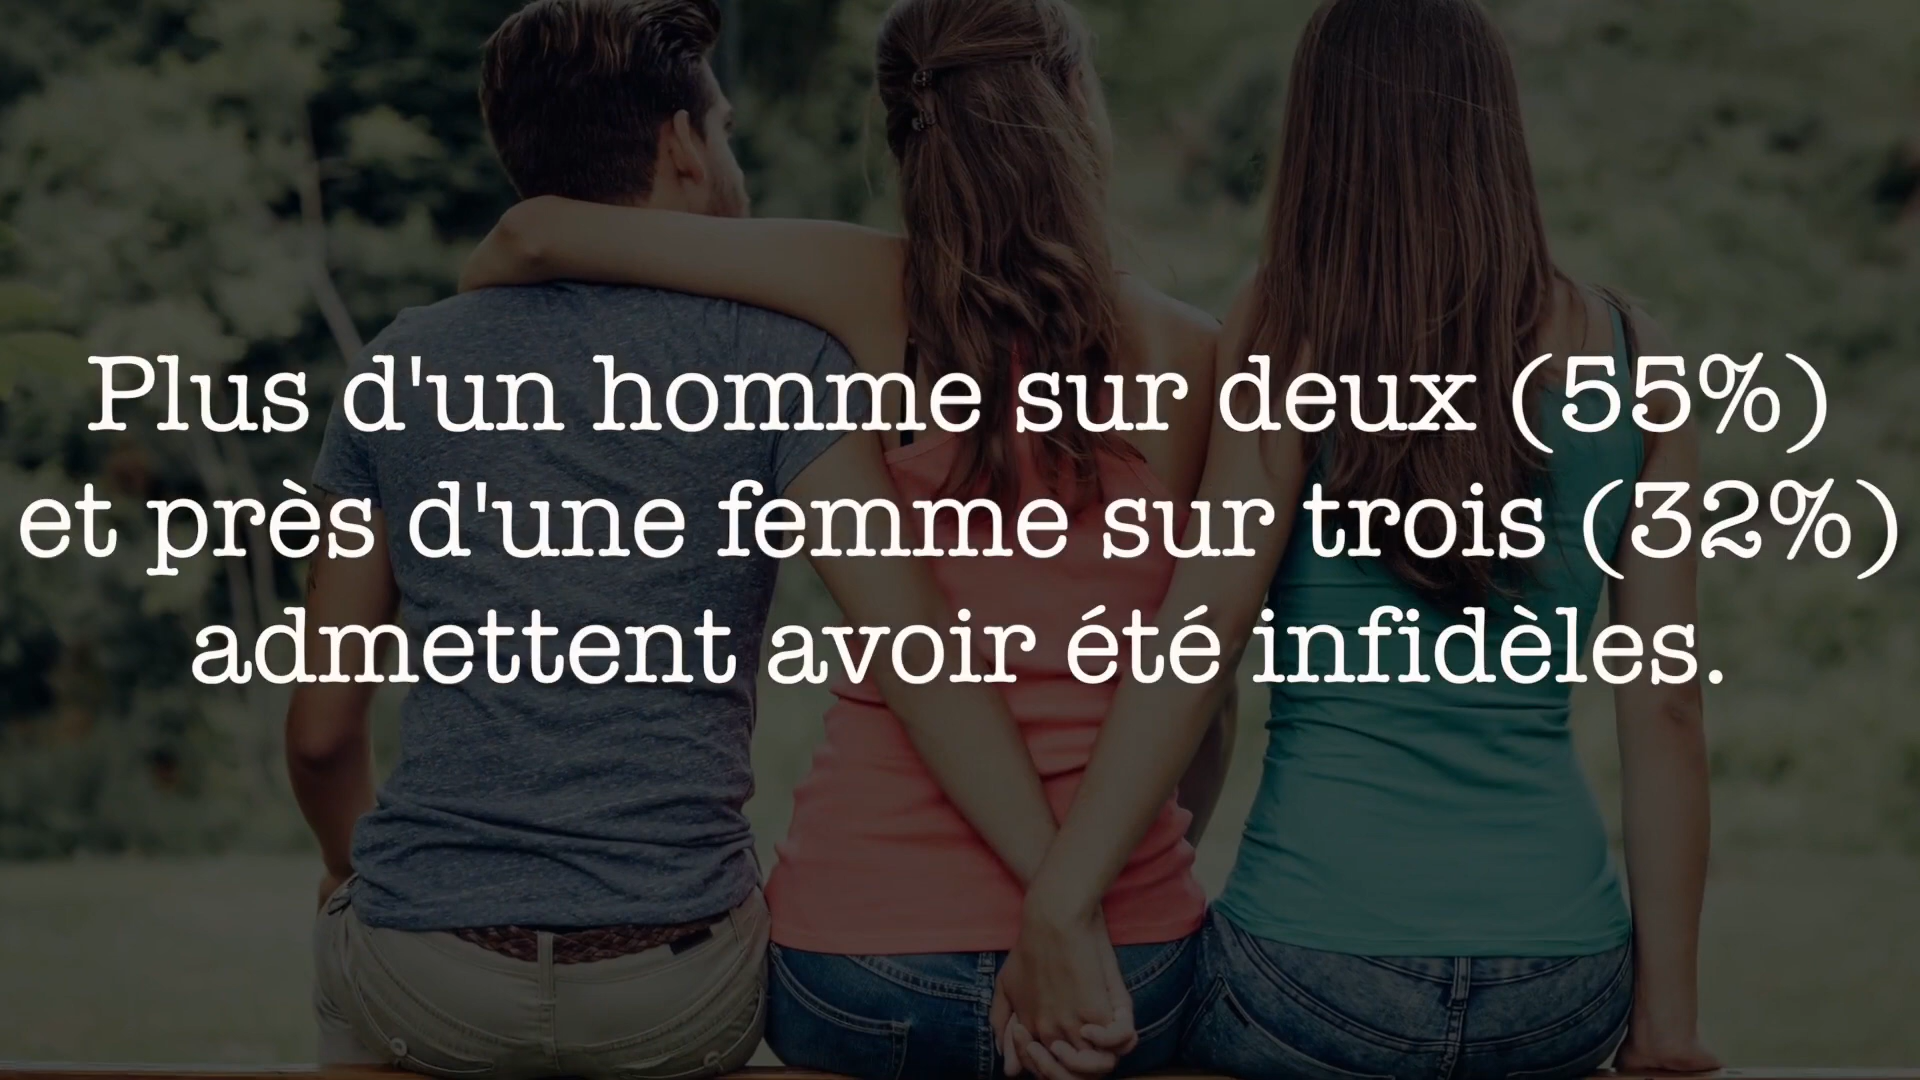 Plus d'un homme sur deux (55%)
et près d'une femme sur trois (32%)
admettent avoir été infidèles.